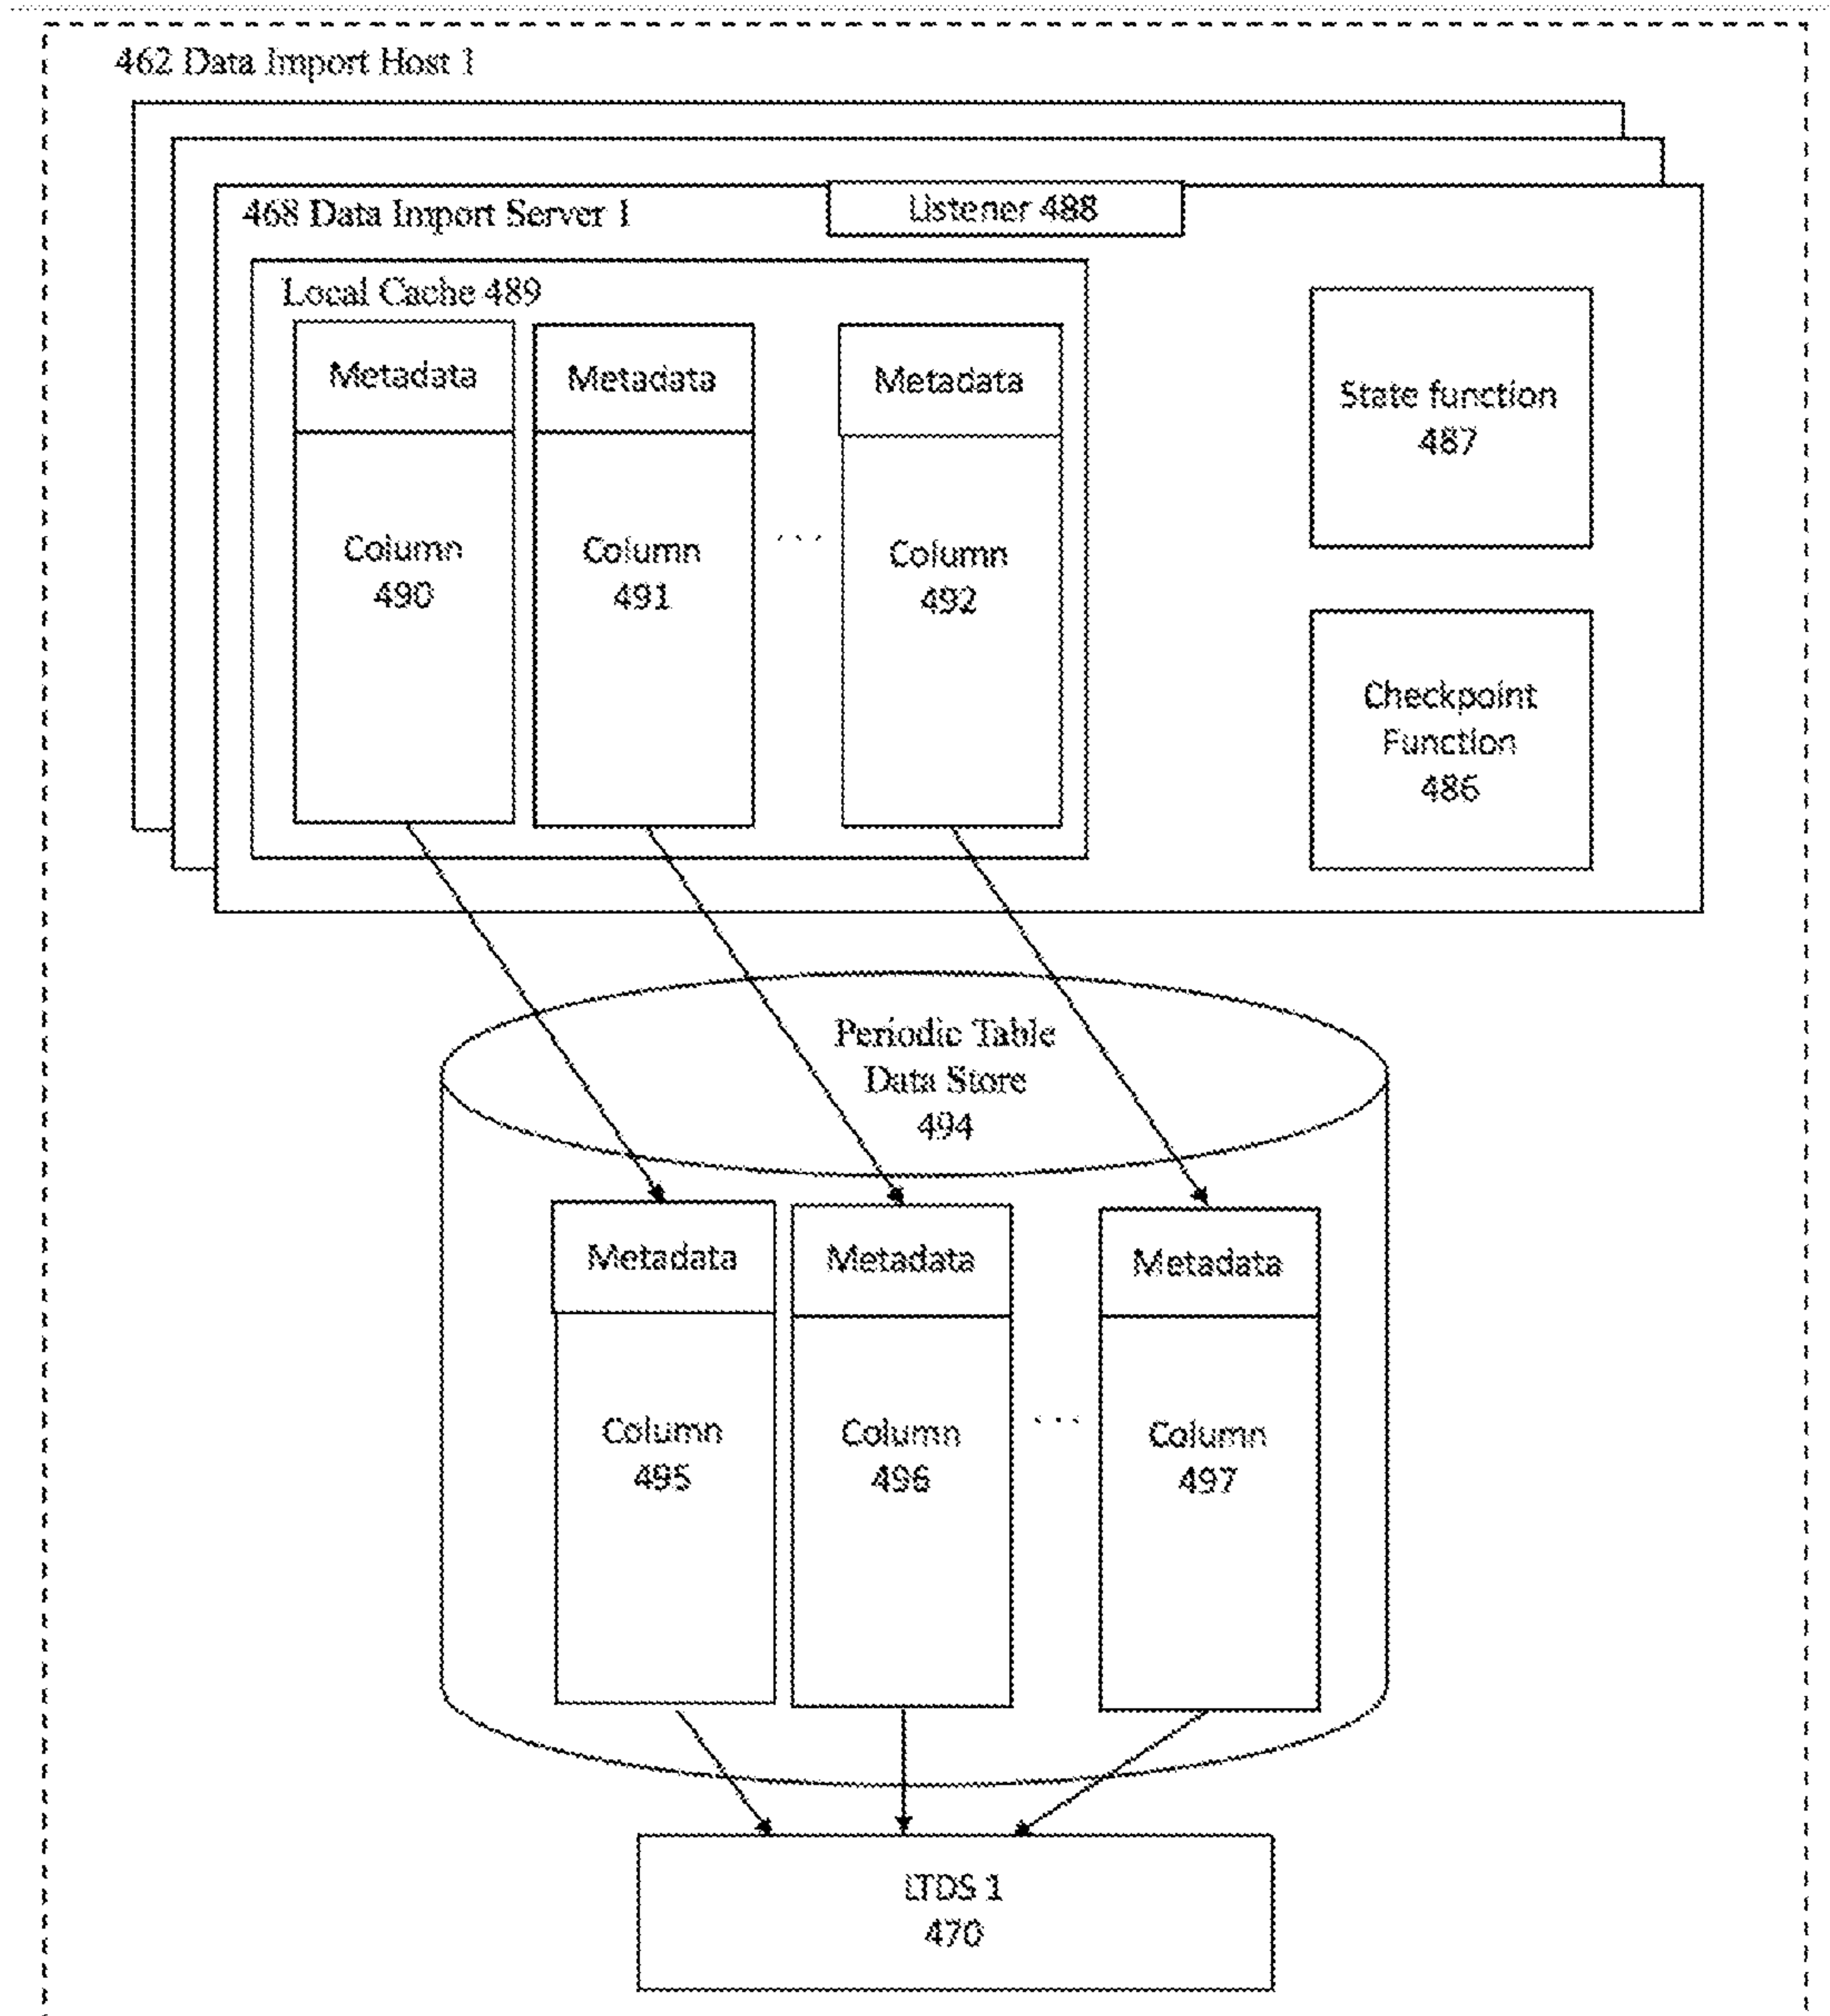 462 Data Import Host 1
468 Data Import Server 1
Listener 488
Local Cache 489
Metadata
Metadata
Metadata
State function
487
Column
490
Column
491
. . .
Column
492
Checkpoint
Function
486
Periodic Table
Data Store
494
Metadata
Metadata
Metadata
Column
495
Column
496
. . .
Column
497
LTDS 1
470